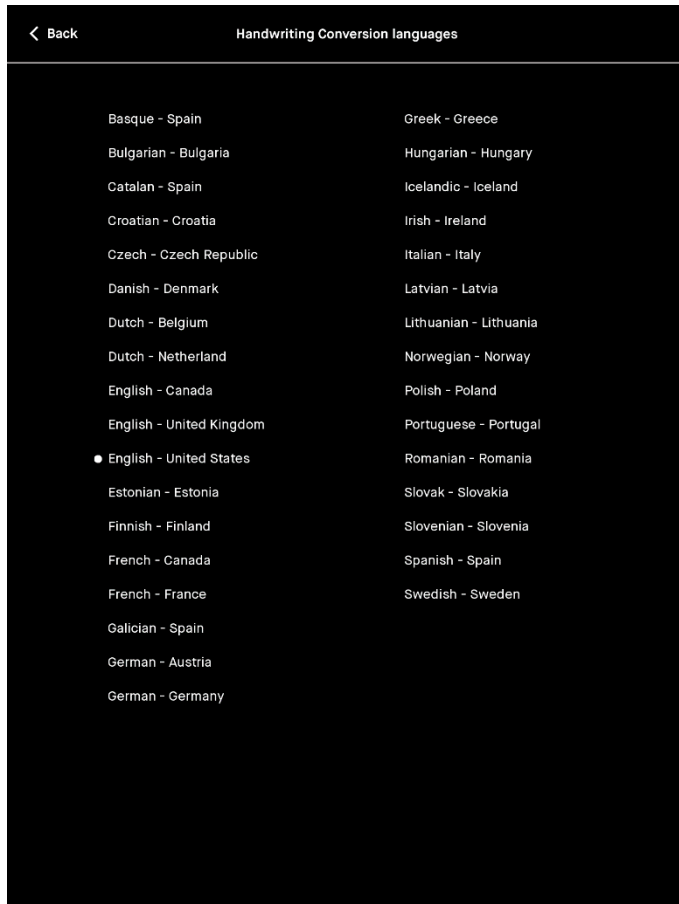 Back
Handwriting Conversion languages
Basque - Spain
Bulgarian - Bulgaria
Catalan - Spain
Croatian - Croatia
Czech - Czech Republic
Danish - Denmark
Dutch - Belgium
Dutch - Netherland
English - Canada
English - United Kingdom
English - United States
Estonian - Estonia
Finnish - Finland
French - Canada
French - France
Galician - Spain
German - Austria
German - Germany
Greek - Greece
Hungarian - Hungary
Icelandic - Iceland
Irish - Ireland
Italian - Italy
Latvian - Latvia
Lithuanian - Lithuania
Norwegian - Norway
Polish - Poland
Portuguese - Portugal
Romanian - Romania
Slovak - Slovakia
Slovenian - Slovenia
Spanish - Spain
Swedish - Sweden